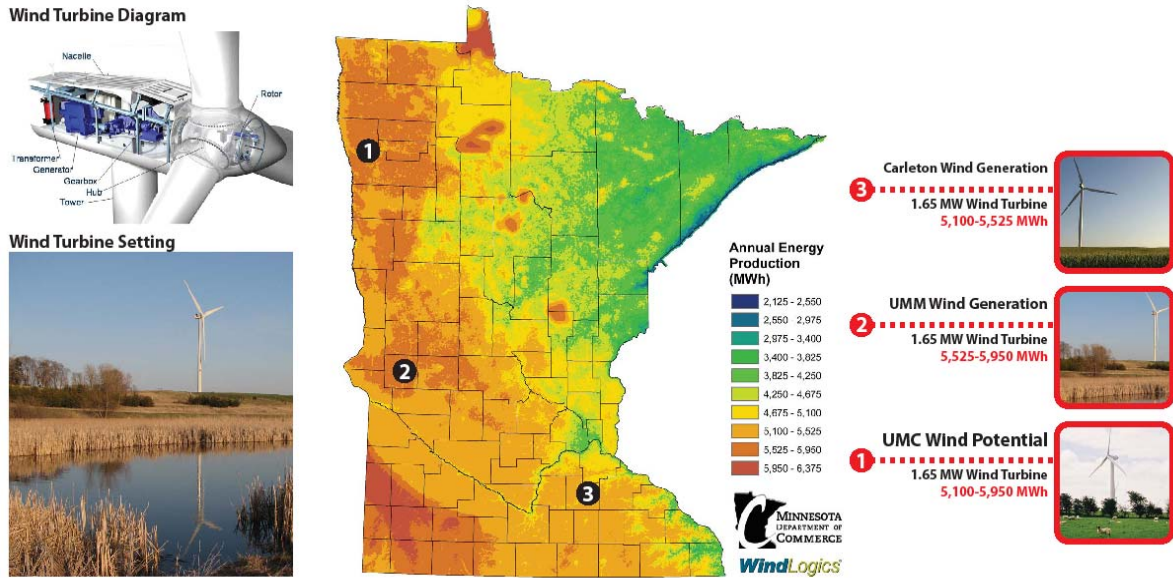 Wind Turbine Diagram
Nacelle
Rotor
Transformer
Generator
Gearbox
Hub
Tower
Wind Turbine Setting
1
2
3
Annual Energy
Production
(MWh)
2,125 - 2,550
2,550 - 2,975
2,975 - 3,400
3,400 - 3,825
3,825 - 4,250
4,250 - 4,675
4,675 - 5,100
5,100 - 5,525
5,525 - 5,950
5,950 - 6,375
MINNESOTA
DEPARTMENT OF
COMMERCE
WindLogics
Carleton Wind Generation
3
1.65 MW Wind Turbine
5,100-5,525 MWh
UMM Wind Generation
2
1.65 MW Wind Turbine
5,525-5,950 MWh
UMC Wind Potential
1
1.65 MW Wind Turbine
5,100-5,950 MWh